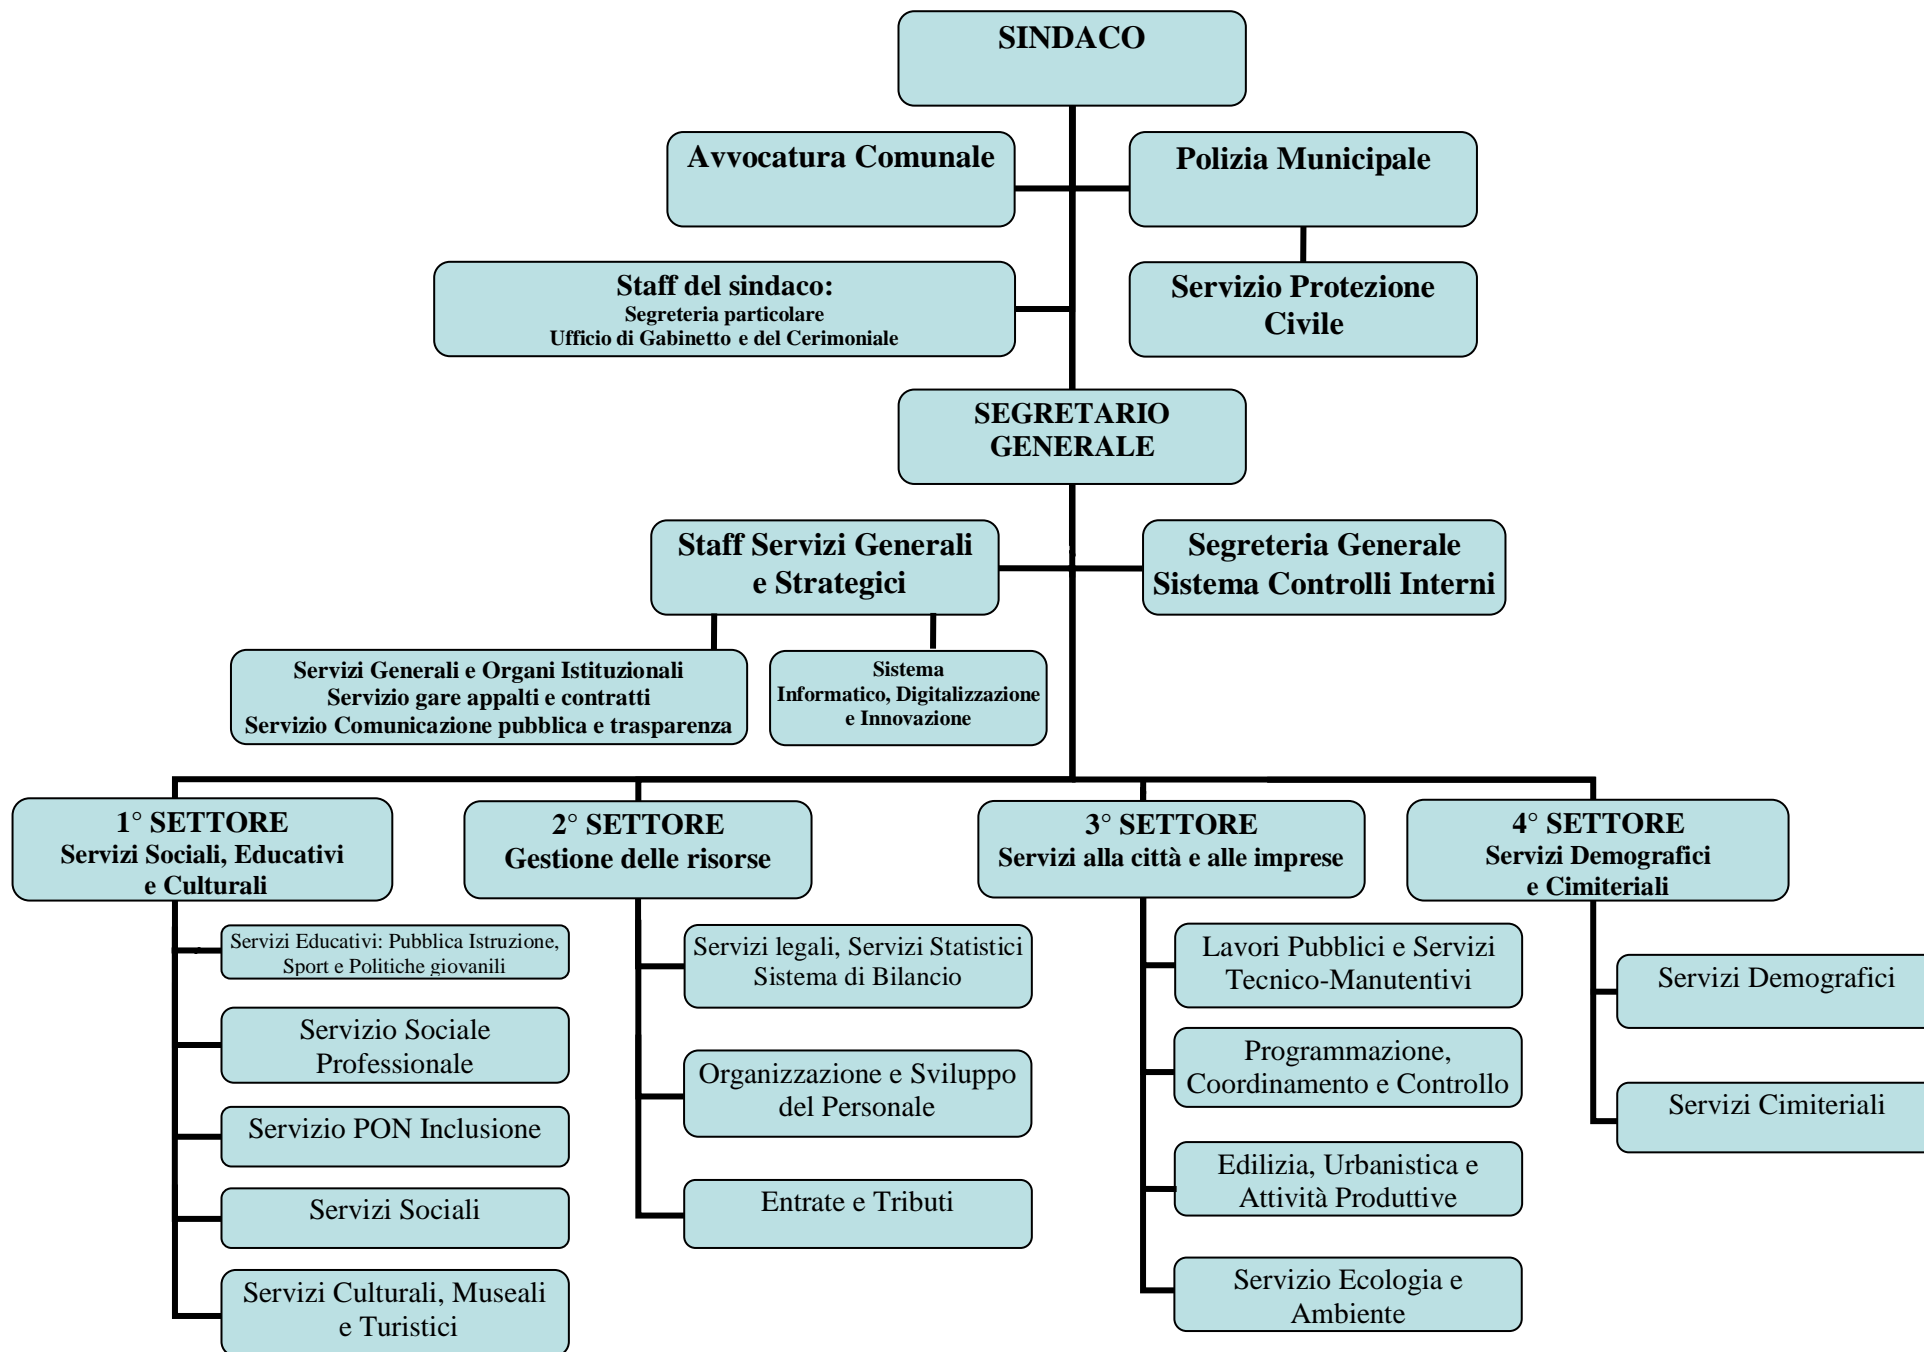 SINDACO
Avvocatura Comunale
Polizia Municipale
Staff del sindaco:
Segreteria particolare
Ufficio di Gabinetto e del Cerimoniale
Servizio Protezione
Civile
SEGRETARIO
GENERALE
Staff Servizi Generali
e Strategici
Segreteria Generale
Sistema Controlli Interni
Servizi Generali e Organi Istituzionali
Servizio gare appalti e contratti
Servizio Comunicazione pubblica e trasparenza
Sistema
Informatico, Digitalizzazione
e Innovazione
1° SETTORE
Servizi Sociali, Educativi
e Culturali
2° SETTORE
Gestione delle risorse
3° SETTORE
Servizi alla città e alle imprese
4° SETTORE
Servizi Demografici
e Cimiteriali
Servizi Educativi: Pubblica Istruzione,
Sport e Politiche giovanili
Servizio Sociale
Professionale
Servizio PON Inclusione
Servizi Sociali
Servizi Culturali, Museali
e Turistici
Servizi legali, Servizi Statistici
Sistema di Bilancio
Organizzazione e Sviluppo
del Personale
Entrate e Tributi
Lavori Pubblici e Servizi
Tecnico-Manutentivi
Programmazione,
Coordinamento e Controllo
Edilizia, Urbanistica e
Attività Produttive
Servizio Ecologia e
Ambiente
Servizi Demografici
Servizi Cimiteriali